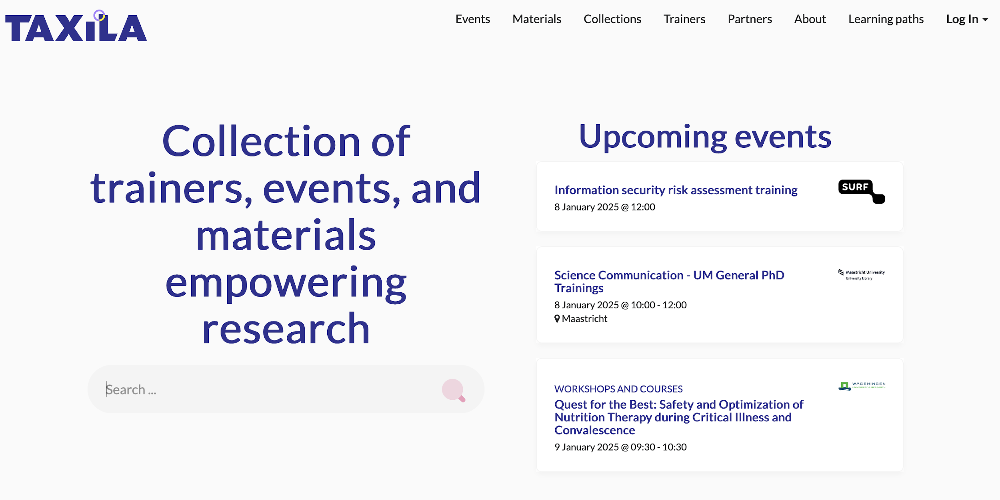 TAXiLA
Events Materials Collections Trainers Partners About Learning paths Log In
Collection of
trainers, events, and
materials
empowering
research
Search ...
Upcoming events
Information security risk assessment training
8 January 2025 @ 12:00
SURF
Science Communication - UM General PhD
Trainings
8 January 2025 @ 10:00 - 12:00
Maastricht
Maastricht University
University Library
WORKSHOPS AND COURSES
Quest for the Best: Safety and Optimization of
Nutrition Therapy during Critical Illness and
Convalescence
9 January 2025 @ 09:30 - 10:30
WAGENINGEN
UNIVERSITY & RESEARCH